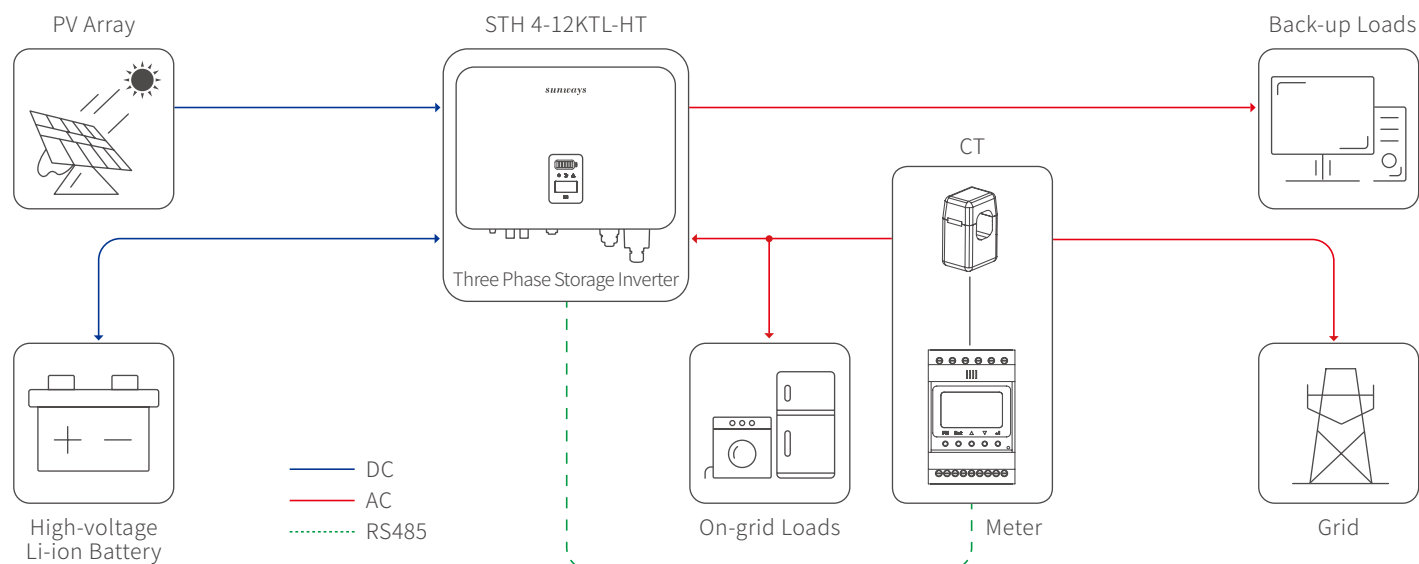 PV Array
STH 4-12KTL-HT
Back-up Loads
sunways
CT
Three Phase Storage Inverter
DC
AC
RS485
High-voltage
Li-ion Battery
On-grid Loads
Meter
Grid